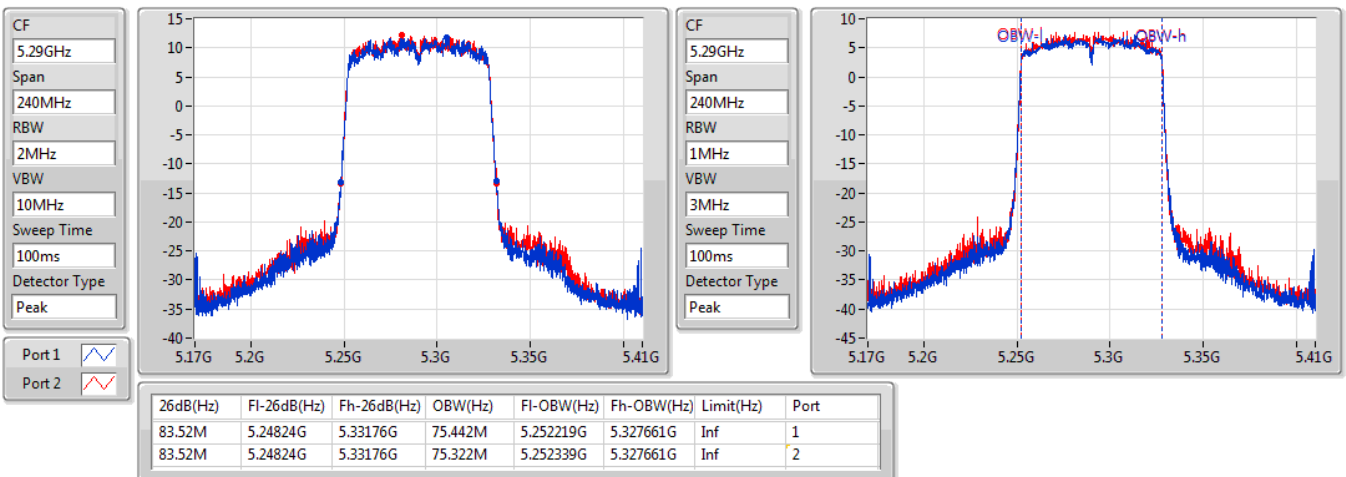 CF
5.29GHz
Span
240MHz
RBW
2MHz
VBW
10MHz
Sweep Time
100ms
Detector Type
Peak
Port 1
Port 2
15
10
5
0
-5
-10
-15
-20
-25
-30
-35
-40
5.17G 5.2G 5.25G 5.3G 5.35G 5.41G
CF
5.29GHz
Span
240MHz
RBW
1MHz
VBW
3MHz
Sweep Time
100ms
Detector Type
Peak
10
5
0
-5
-10
-15
-20
-25
-30
-35
-40
-45
OBW-l OBW-h
5.17G 5.2G 5.25G 5.3G 5.35G 5.41G
26dB(Hz) Fl-26dB(Hz) Fh-26dB(Hz) OBW(Hz) Fl-OBW(Hz) Fh-OBW(Hz) Limit(Hz) Port
83.52M 5.24824G 5.33176G 75.442M 5.252219G 5.327661G Inf 1
83.52M 5.24824G 5.33176G 75.322M 5.252339G 5.327661G Inf 2